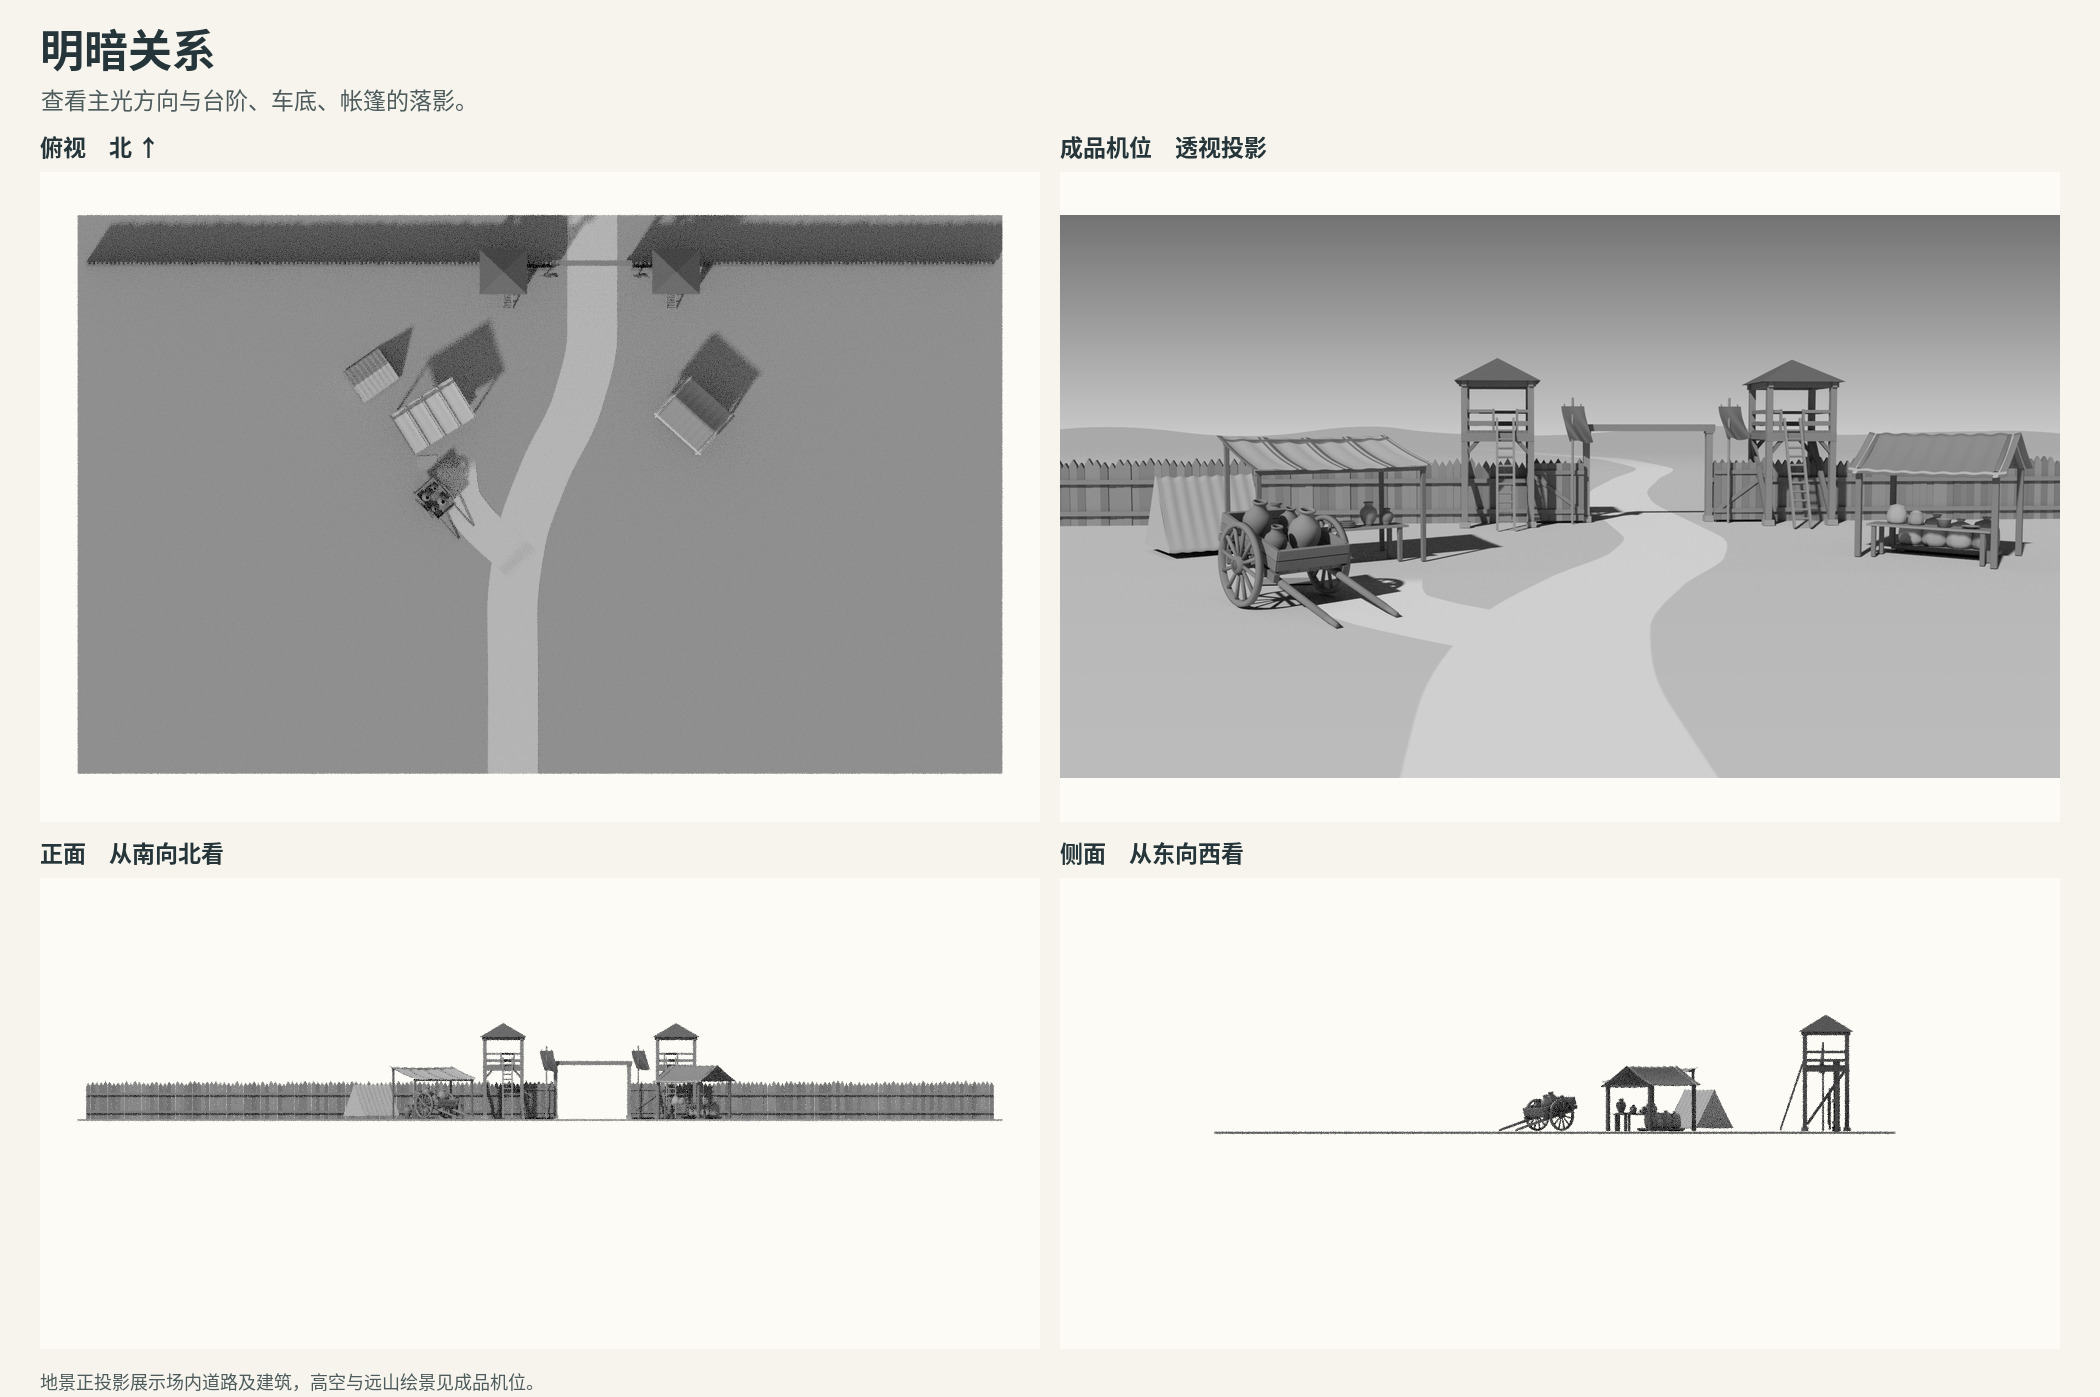 明暗关系
查看主光方向与台阶、车底、帐篷的落影。
俯视 北 ↑
成品机位 透视投影
正面 从南向北看
侧面 从东向西看
地景正投影展示场内道路及建筑，高空与远山绘景见成品机位。